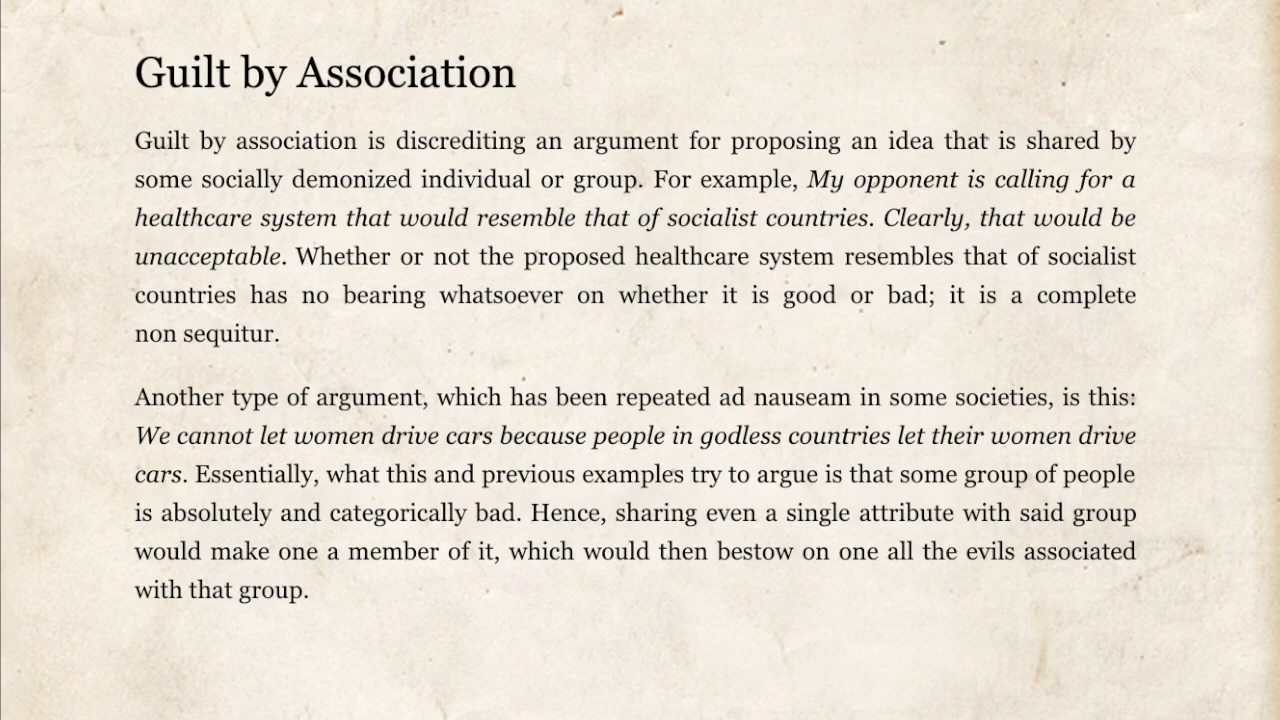 Guilt by Association
Guilt by association is discrediting an argument for proposing an idea that is shared by
some socially demonized individual or group. For example, My opponent is calling for a
healthcare system that would resemble that of socialist countries. Clearly, that would be
unacceptable. Whether or not the proposed healthcare system resembles that of socialist
countries has no bearing whatsoever on whether it is good or bad; it is a complete
non sequitur.
Another type of argument, which has been repeated ad nauseam in some societies, is this:
We cannot let women drive cars because people in godless countries let their women drive
cars. Essentially, what this and previous examples try to argue is that some group of people
is absolutely and categorically bad. Hence, sharing even a single attribute with said group
would make one a member of it, which would then bestow on one all the evils associated
with that group.